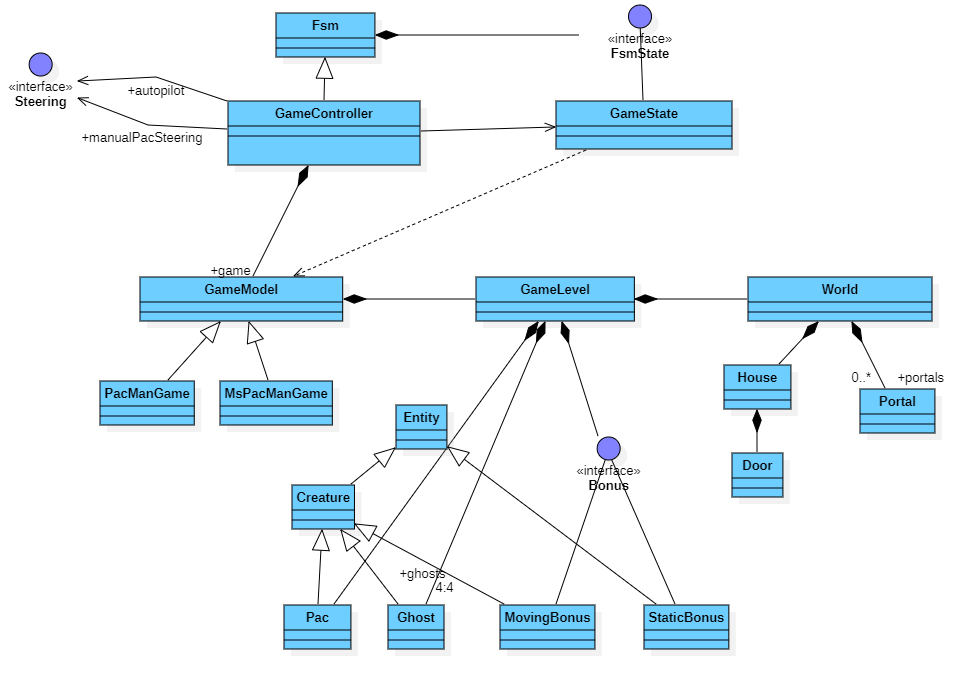 Fsm
«interface»
FsmState
«interface»
Steering
+autopilot
GameController
GameState
+manualPacSteering
+game
GameModel
GameLevel
World
PacManGame
MsPacManGame
House
0..*
+portals
Portal
Entity
Door
«interface»
Bonus
Creature
+ghosts
4:4
Pac
Ghost
MovingBonus
StaticBonus